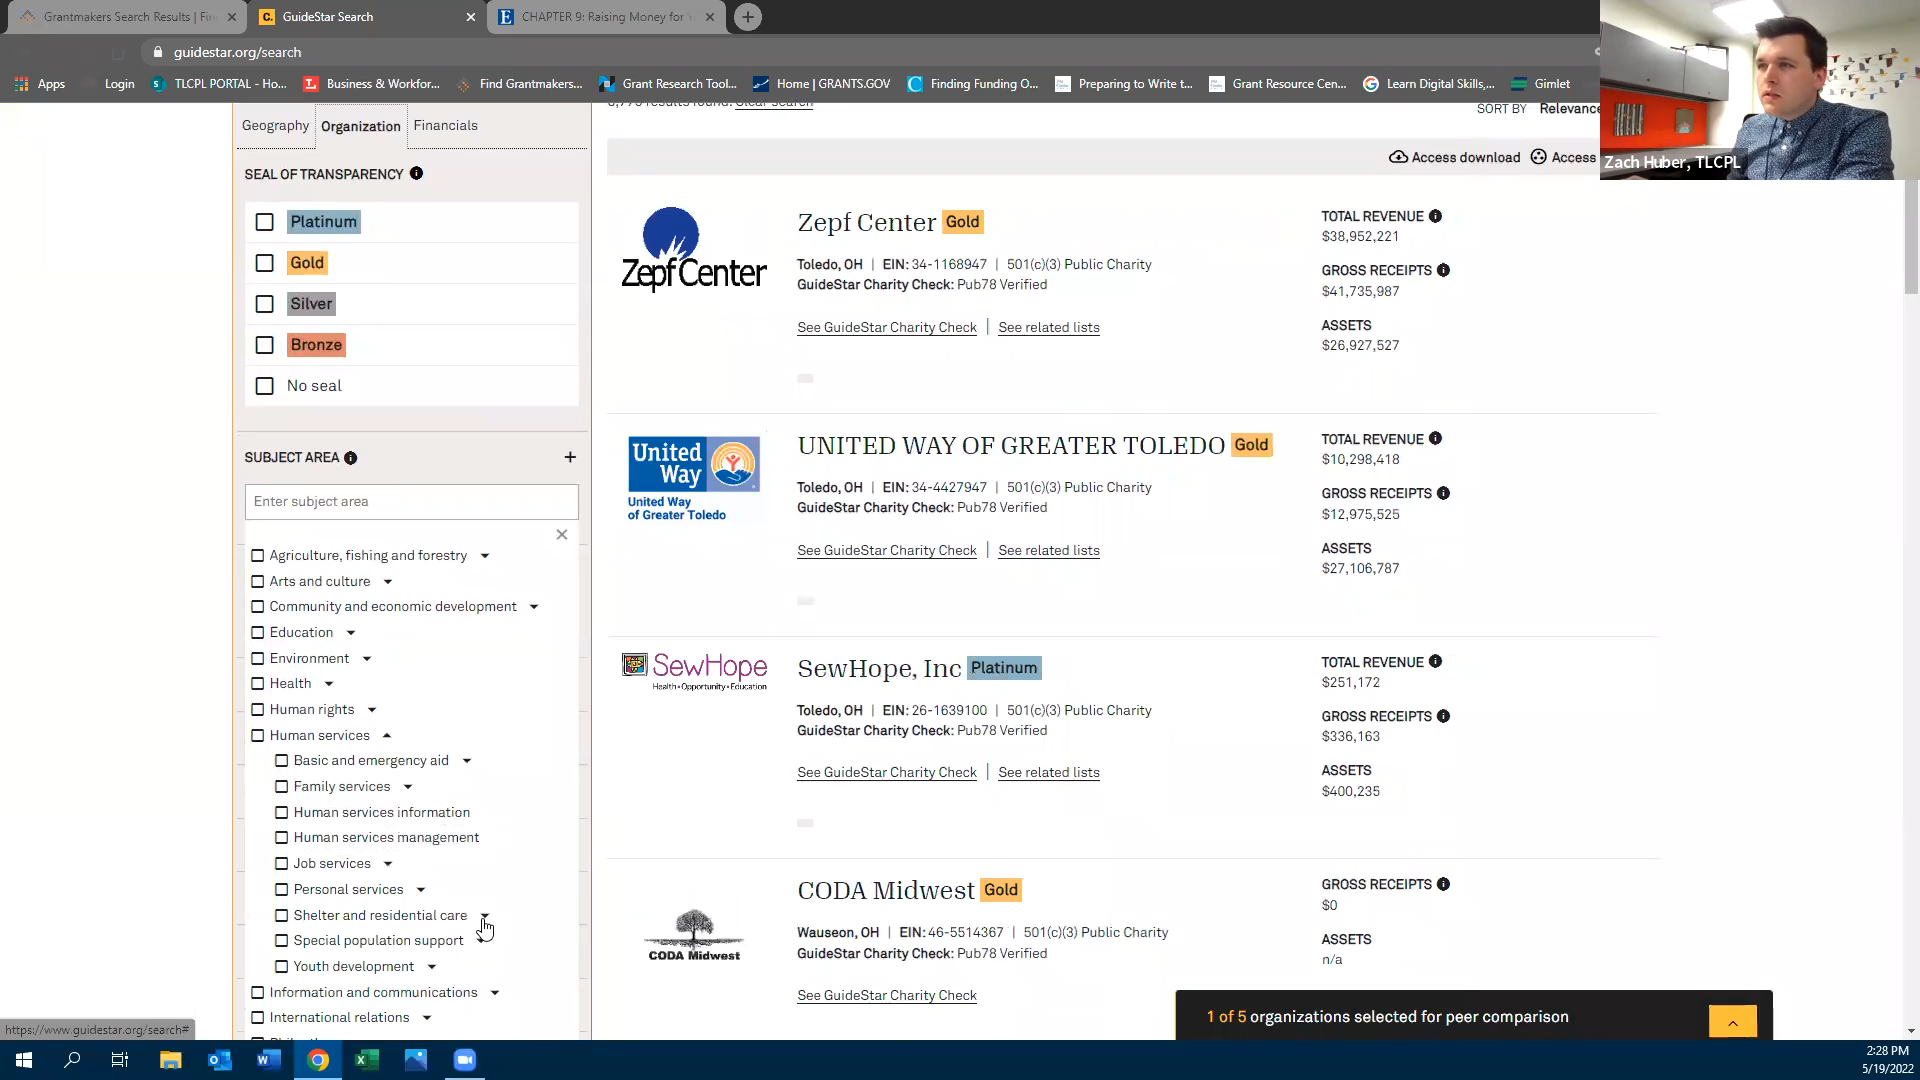 Grantmakers Search Results | Fin
GuideStar Search
CHAPTER 9: Raising Money for Y
guidestar.org/search
Apps
Login
TLCPL PORTAL - Ho...
Business & Workfor...
Find Grantmakers...
Grant Research Tool...
Home | GRANTS.GOV
Finding Funding O...
Preparing to Write t...
Grant Resource Cen...
Learn Digital Skills,...
Gimlet
Zach Huber, TLCPL
Geography
Organization
Financials
results found. Clear search
SORT BY Relevance
Access download
Access
SEAL OF TRANSPARENCY
Platinum
Gold
Silver
Bronze
No seal
SUBJECT AREA
+
Enter subject area
Agriculture, fishing and forestry
Arts and culture
Community and economic development
Education
Environment
Health
Human rights
Human services
Basic and emergency aid
Family services
Human services information
Human services management
Job services
Personal services
Shelter and residential care
Special population support
Youth development
Information and communications
International relations
Zepf Center
Zepf Center Gold
Toledo, OH | EIN: 34-1168947 | 501(c)(3) Public Charity
GuideStar Charity Check: Pub78 Verified
See GuideStar Charity Check | See related lists
TOTAL REVENUE
$38,952,221
GROSS RECEIPTS
$41,735,987
ASSETS
$26,927,527
United
Way
United Way
of Greater Toledo
UNITED WAY OF GREATER TOLEDO Gold
Toledo, OH | EIN: 34-4427947 | 501(c)(3) Public Charity
GuideStar Charity Check: Pub78 Verified
See GuideStar Charity Check | See related lists
TOTAL REVENUE
$10,298,418
GROSS RECEIPTS
$12,975,525
ASSETS
$27,106,787
SewHope
Health•Opportunity•Education
SewHope, Inc Platinum
Toledo, OH | EIN: 26-1639100 | 501(c)(3) Public Charity
GuideStar Charity Check: Pub78 Verified
See GuideStar Charity Check | See related lists
TOTAL REVENUE
$251,172
GROSS RECEIPTS
$336,163
ASSETS
$400,235
CODA Midwest
CODA Midwest Gold
Wauseon, OH | EIN: 46-5514367 | 501(c)(3) Public Charity
GuideStar Charity Check: Pub78 Verified
See GuideStar Charity Check
GROSS RECEIPTS
$0
ASSETS
n/a
1 of 5 organizations selected for peer comparison
https://www.guidestar.org/search#
2:28 PM
5/19/2022